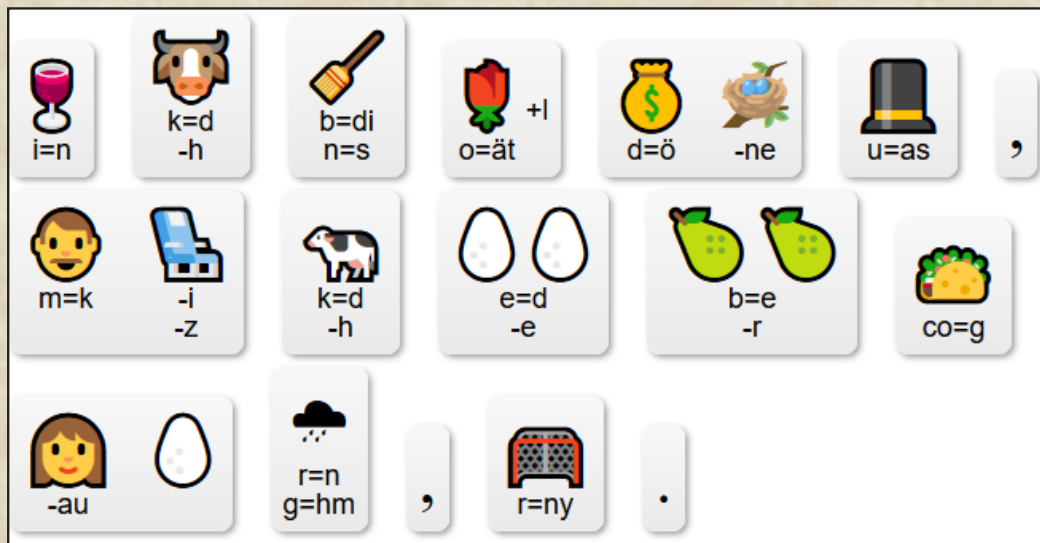 k=d b=di +l
i=n -h n=s o=ät d=ö -ne u=as ,
m=k -i k=d e=d b=e
-z -h -e -r co=g
r=n
-au g=hm , r=ny .